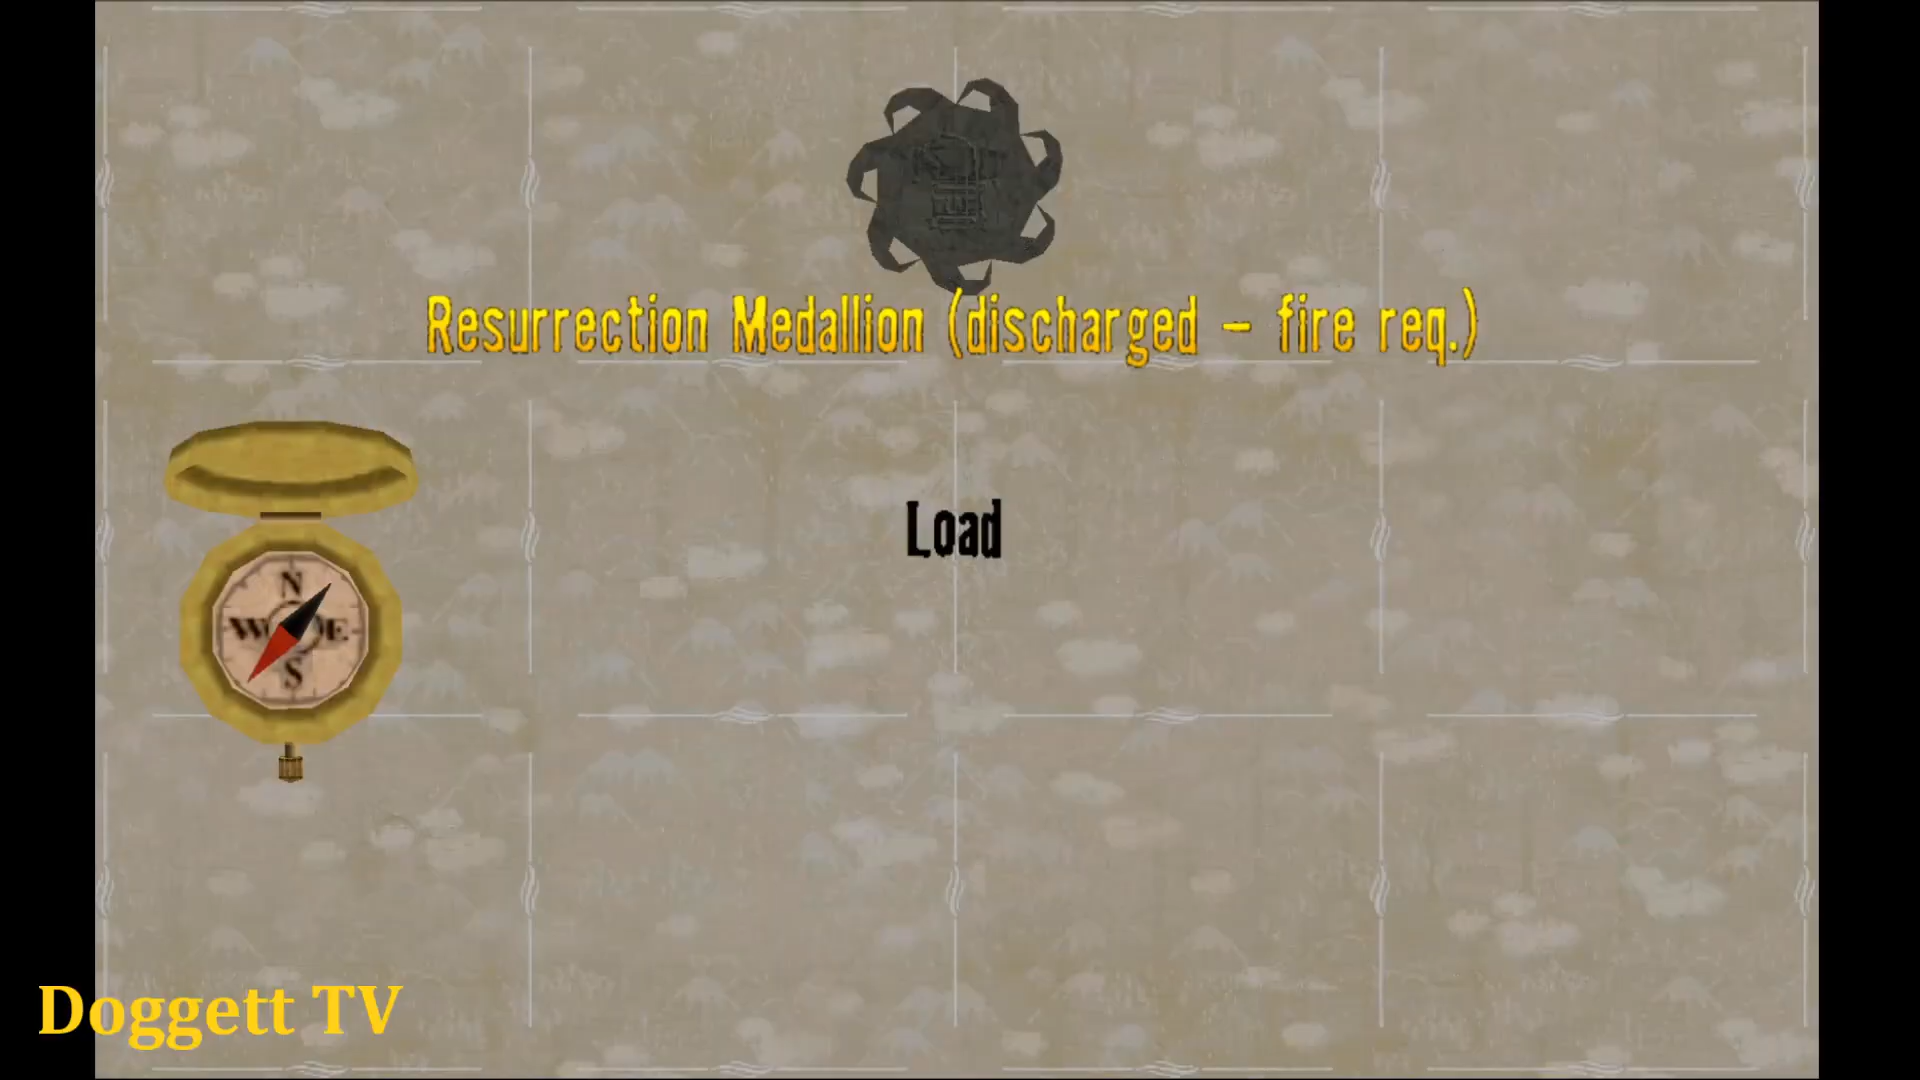 Resurrection Medallion (discharged - fire req.)
Load
N
W E
S
Doggett TV